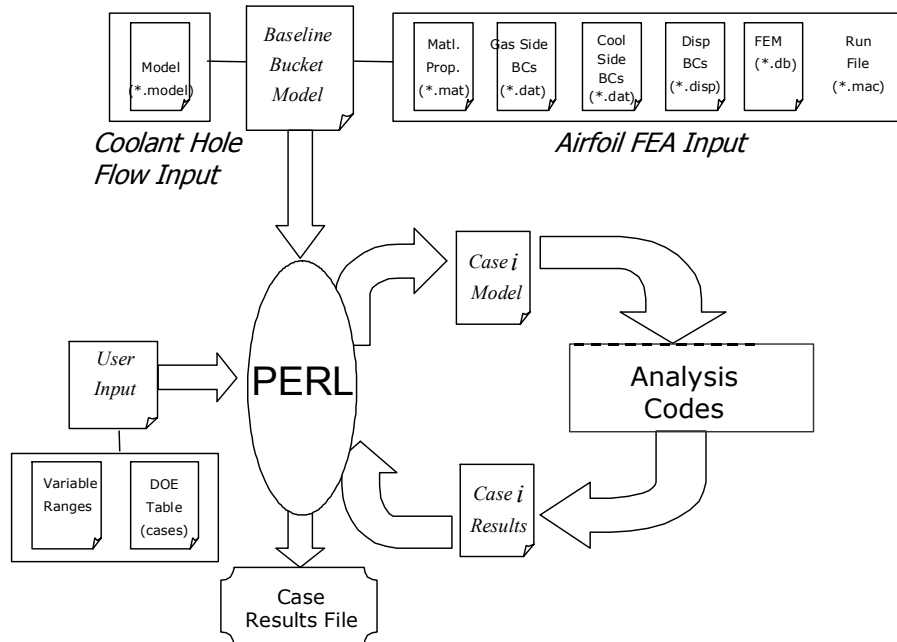 Model
(*.model)
Baseline
Bucket
Model
Matl.
Prop.
(*.mat)
Gas Side
BCs
(*.dat)
Cool
Side
BCs
(*.dat)
Disp
BCs
(*.disp)
FEM
(*.db)
Run
File
(*.mac)
Coolant Hole
Flow Input
Airfoil FEA Input
Case i
Model
User
Input
PERL
Analysis
Codes
Variable
Ranges
DOE
Table
(cases)
Case i
Results
Case
Results File